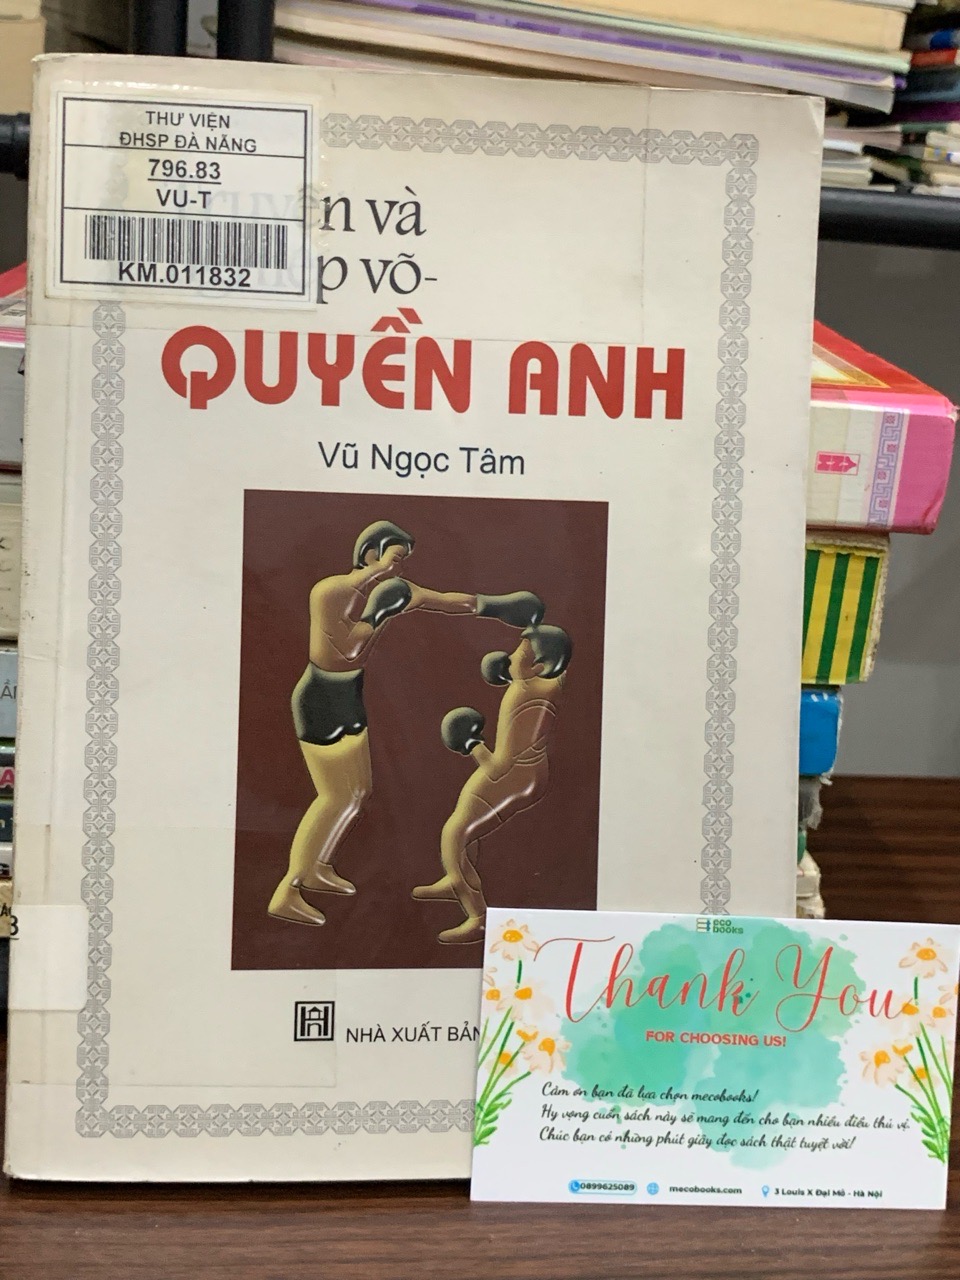 THƯ VIỆN
ĐHSP ĐÀ NẴNG
796.83
VU-T
KM.011832
và
võ-
QUYỀN ANH
Vũ Ngọc Tâm
NHÀ XUẤT BẢN
eco
books
Thank You
FOR CHOOSING US!
Cảm ơn bạn đã lựa chọn mecobooks!
Hy vọng cuốn sách này sẽ mang đến cho bạn nhiều điều thú vị.
Chúc bạn có những phút giây đọc sách thật tuyệt vời!
0899625089 mecobooks.com 3 Louis X Đại Mỗ - Hà Nội